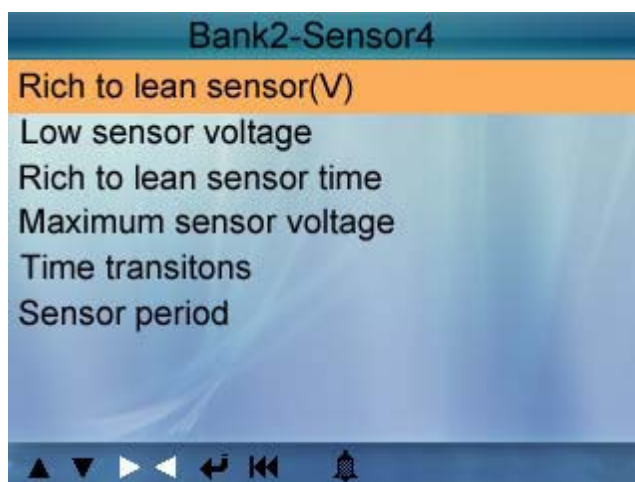 Bank2-Sensor4
Rich to lean sensor(V)
Low sensor voltage
Rich to lean sensor time
Maximum sensor voltage
Time transitons
Sensor period